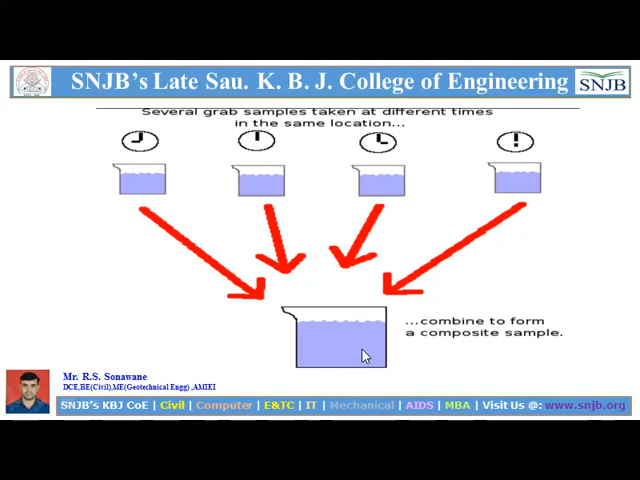 SNJB's Late Sau. K. B. J. College of Engineering
SNJB
Several grab samples taken at different times
in the same location...
...combine to form
a composite sample.
Mr. R.S. Sonawane
DCE,BE(Civil),ME(Geotechnical Engg) ,AMIEI
SNJB's KBJ CoE | Civil | Computer | E&TC | IT | Mechanical | AIDS | MBA | Visit Us @: www.snjb.org